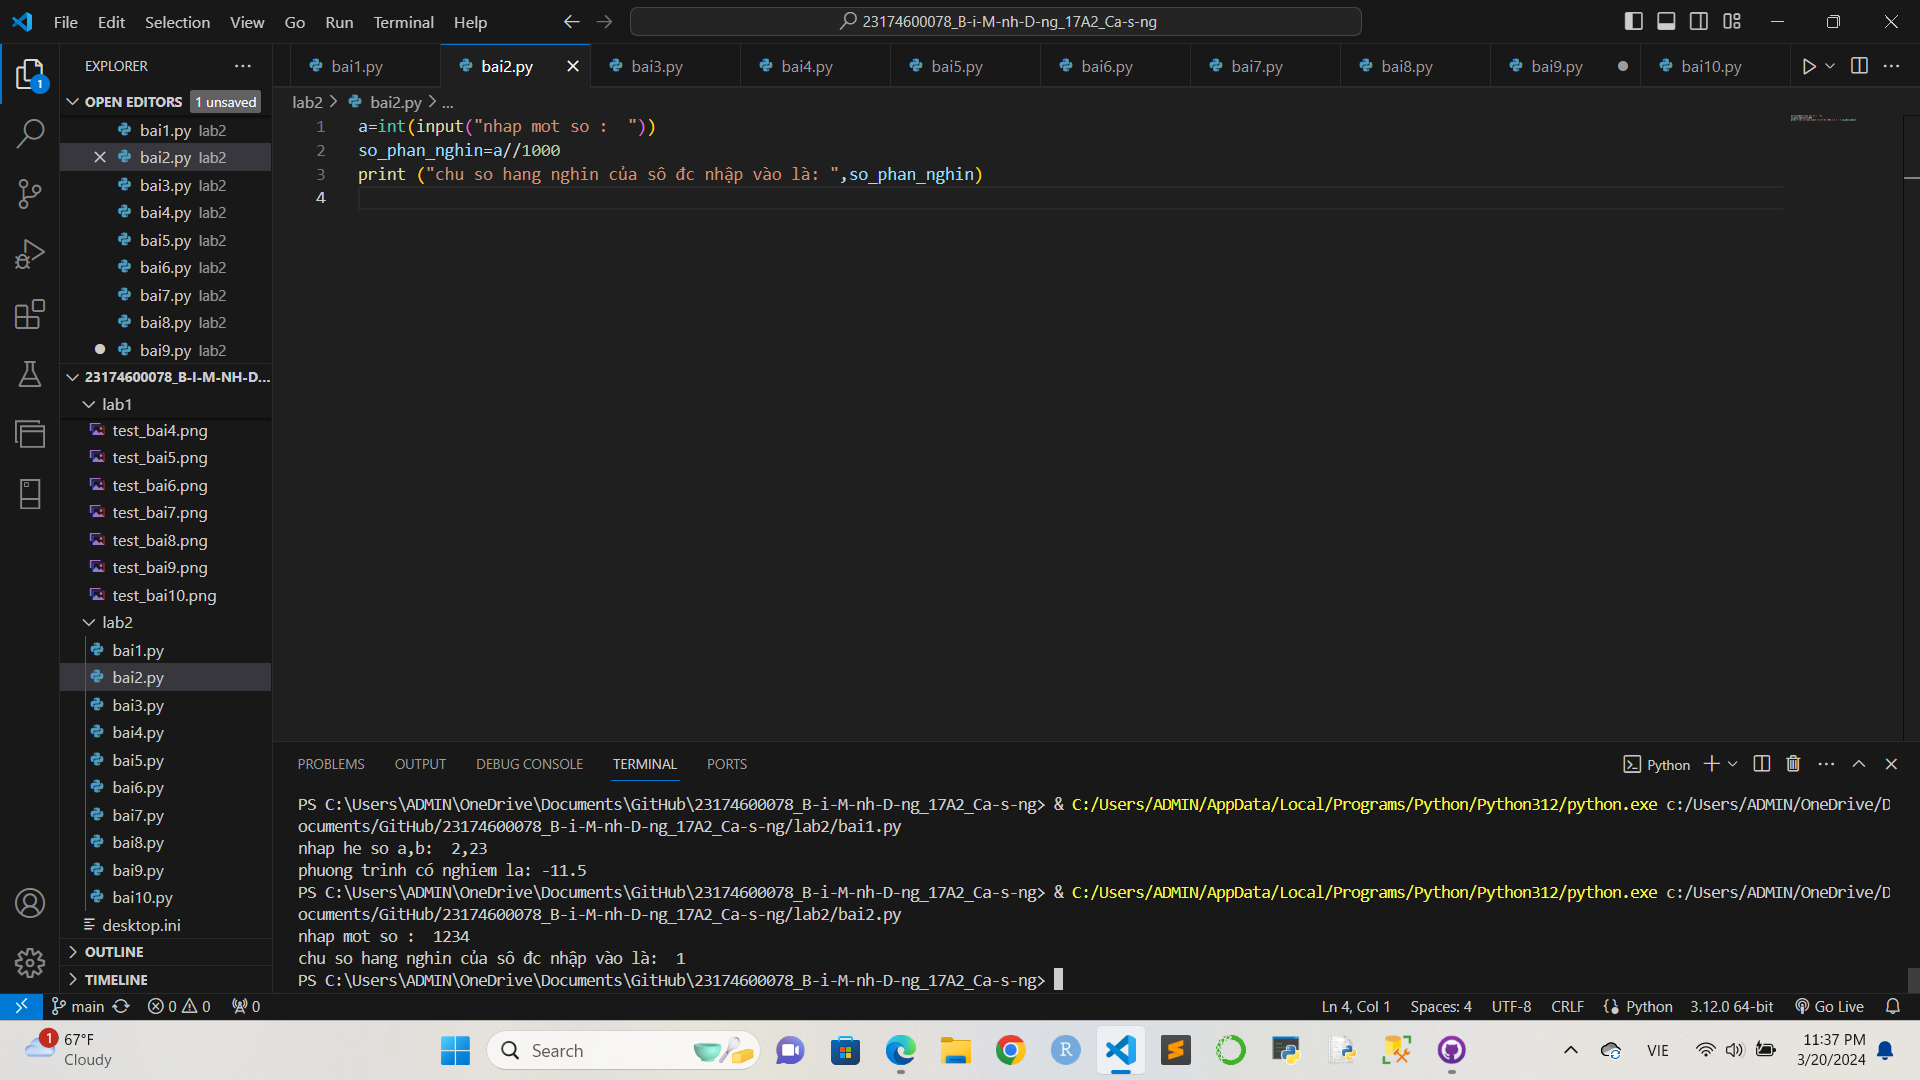 File Edit Selection View Go Run Terminal Help
23174600078_B-i-M-nh-D-ng_17A2_Ca-s-ng
EXPLORER
OPEN EDITORS 1 unsaved
bai1.py lab2
bai2.py lab2
bai3.py lab2
bai4.py lab2
bai5.py lab2
bai6.py lab2
bai7.py lab2
bai8.py lab2
bai9.py lab2
23174600078_B-I-M-NH-D...
lab1
test_bai4.png
test_bai5.png
test_bai6.png
test_bai7.png
test_bai8.png
test_bai9.png
test_bai10.png
lab2
bai1.py
bai2.py
bai3.py
bai4.py
bai5.py
bai6.py
bai7.py
bai8.py
bai9.py
bai10.py
desktop.ini
OUTLINE
TIMELINE
bai1.py bai2.py bai3.py bai4.py bai5.py bai6.py bai7.py bai8.py bai9.py bai10.py
lab2 > bai2.py > ...
1 a=int(input("nhap mot so :  "))
2 so_phan_nghin=a//1000
3 print ("chu so hang nghin của sô đc nhập vào là: ",so_phan_nghin)
4
PROBLEMS OUTPUT DEBUG CONSOLE TERMINAL PORTS
Python
PS C:\Users\ADMIN\OneDrive\Documents\GitHub\23174600078_B-i-M-nh-D-ng_17A2_Ca-s-ng> & C:/Users/ADMIN/AppData/Local/Programs/Python/Python312/python.exe c:/Users/ADMIN/OneDrive/D
ocuments/GitHub/23174600078_B-i-M-nh-D-ng_17A2_Ca-s-ng/lab2/bai1.py
nhap he so a,b:  2,23
phuong trinh có nghiem la: -11.5
PS C:\Users\ADMIN\OneDrive\Documents\GitHub\23174600078_B-i-M-nh-D-ng_17A2_Ca-s-ng> & C:/Users/ADMIN/AppData/Local/Programs/Python/Python312/python.exe c:/Users/ADMIN/OneDrive/D
ocuments/GitHub/23174600078_B-i-M-nh-D-ng_17A2_Ca-s-ng/lab2/bai2.py
nhap mot so :  1234
chu so hang nghin của sô đc nhập vào là:  1
PS C:\Users\ADMIN\OneDrive\Documents\GitHub\23174600078_B-i-M-nh-D-ng_17A2_Ca-s-ng>
main 0 0 0
Ln 4, Col 1 Spaces: 4 UTF-8 CRLF Python 3.12.0 64-bit Go Live
1 67°F
Cloudy
Search
VIE
11:37 PM
3/20/2024